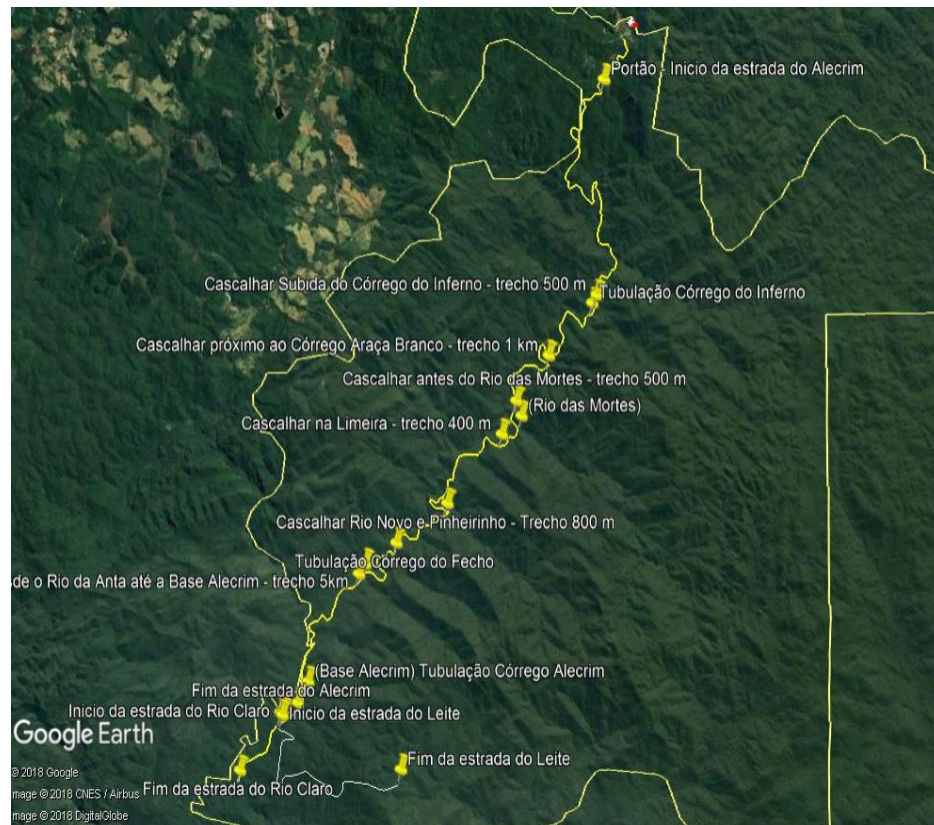 Portão - Inicio da estrada do Alecrim
Cascalhar Subida do Córrego do Inferno - trecho 500 m
Tubulação Córrego do Inferno
Cascalhar próximo ao Córrego Araça Branco - trecho 1 km
Cascalhar antes do Rio das Mortes - trecho 500 m
(Rio das Mortes)
Cascalhar na Limeira - trecho 400 m
Cascalhar Rio Novo e Pinheirinho - Trecho 800 m
Tubulação Córrego do Fecho
sde o Rio da Anta até a Base Alecrim - trecho 5km
(Base Alecrim) Tubulação Córrego Alecrim
Fim da estrada do Alecrim
Inicio da estrada do Rio Claro
Inicio da estrada do Leite
Google Earth
Fim da estrada do Leite
© 2018 Google
Fim da estrada do Rio Claro
mage © 2018 CNES / Airbus
mage © 2018 DigitalGlobe